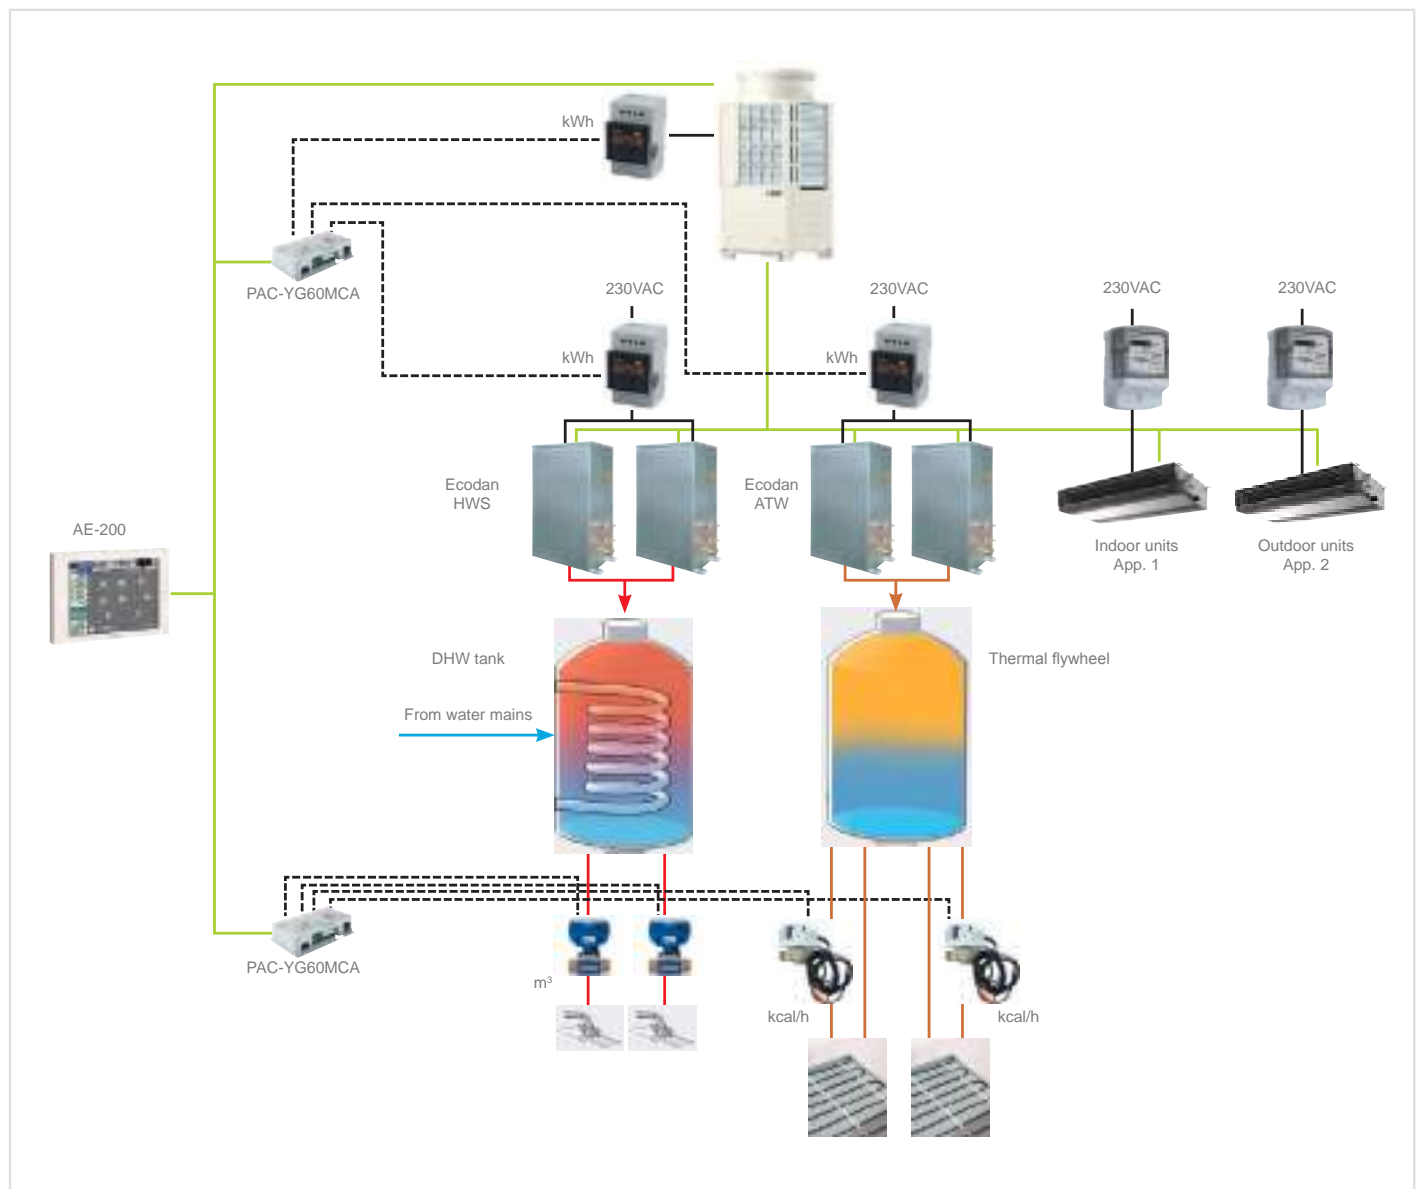 kWh
PAC-YG60MCA
230VAC
230VAC
230VAC
230VAC
kWh
kWh
Ecodan
HWS
Ecodan
ATW
AE-200
Indoor units
App. 1
Outdoor units
App. 2
DHW tank
Thermal flywheel
From water mains
PAC-YG60MCA
m³
kcal/h
kcal/h